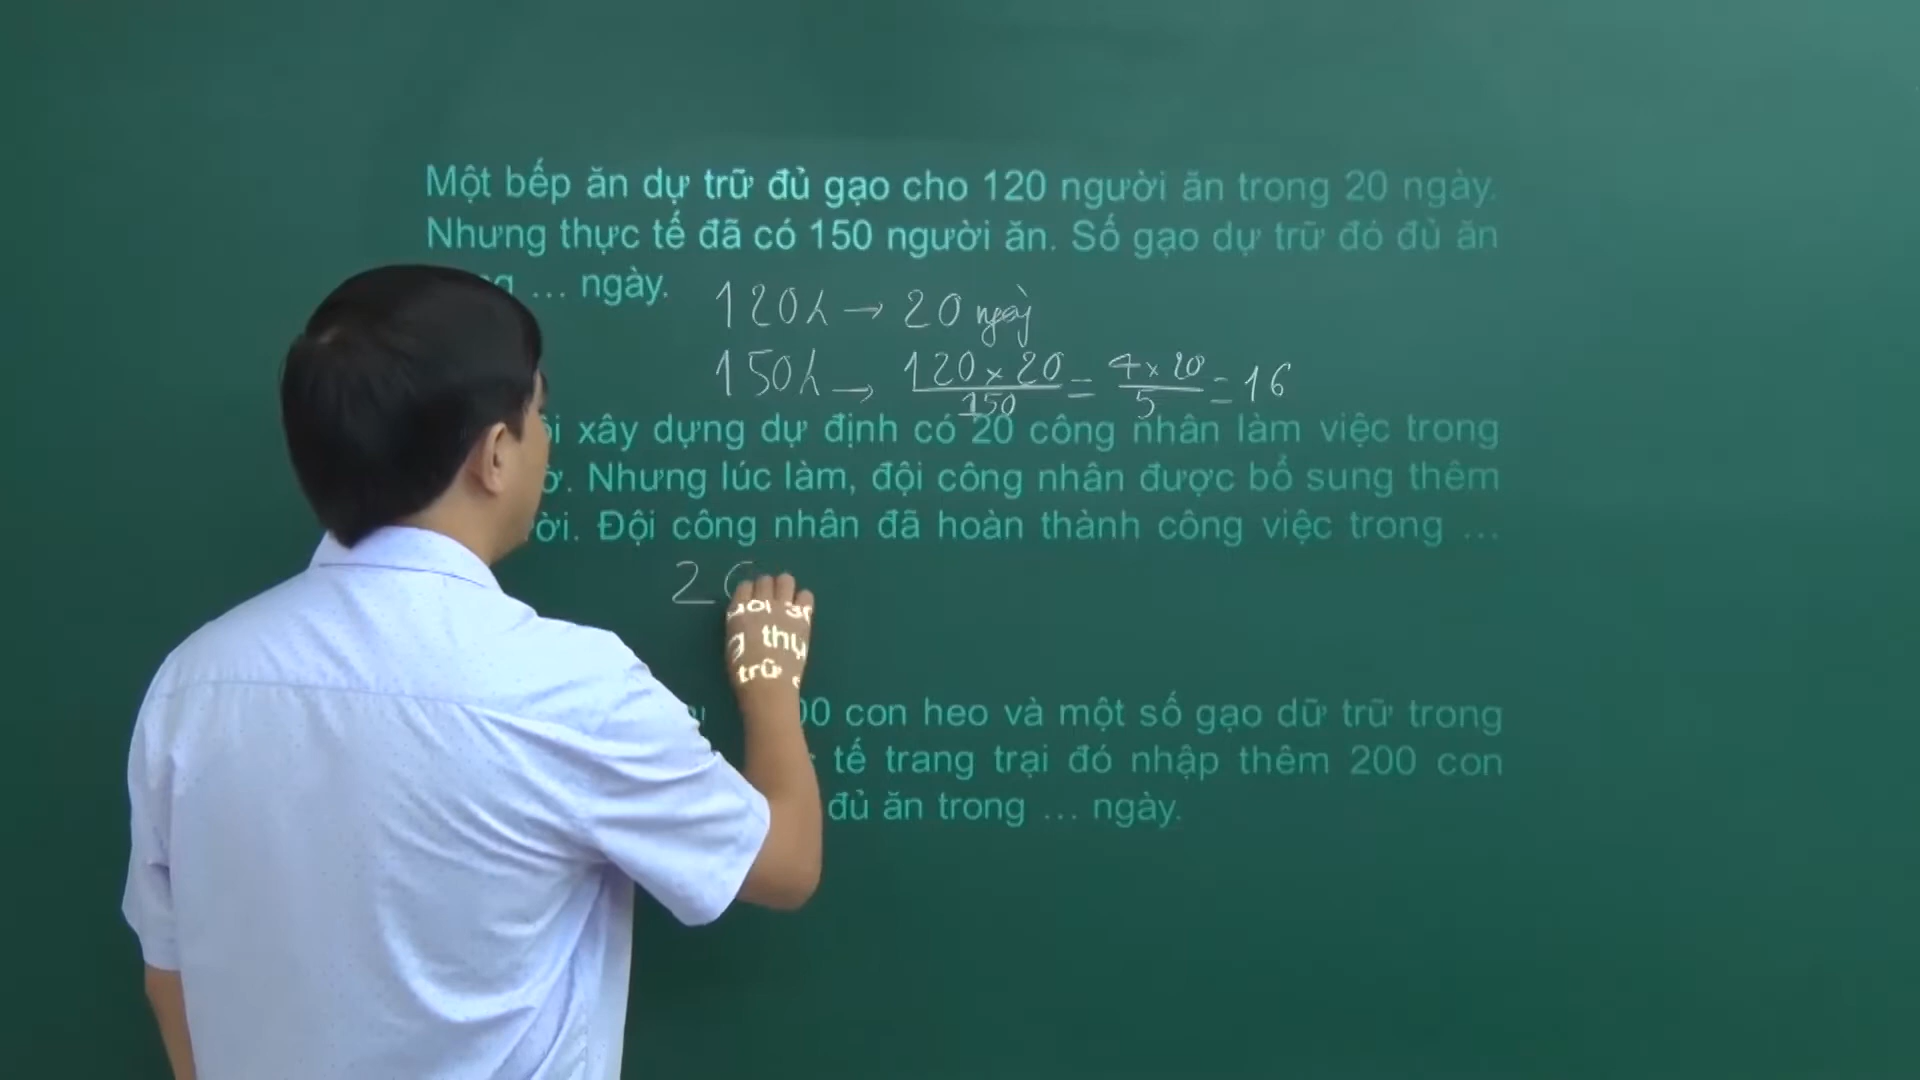 Một bếp ăn dự trữ đủ gạo cho 120 người ăn trong 20 ngày.
Nhưng thực tế đã có 150 người ăn. Số gạo dự trữ đó đủ ăn
... ngày.
120h → 20 ngày
150h → 120 x 20 / 150 = 4 x 20 / 5 = 16
xây dựng dự định có 20 công nhân làm việc trong
Nhưng lúc làm, đội công nhân được bổ sung thêm
Đội công nhân đã hoàn thành công việc trong ...
2
trữ
con heo và một số gạo dữ trữ trong
tế trang trại đó nhập thêm 200 con
đủ ăn trong ... ngày.